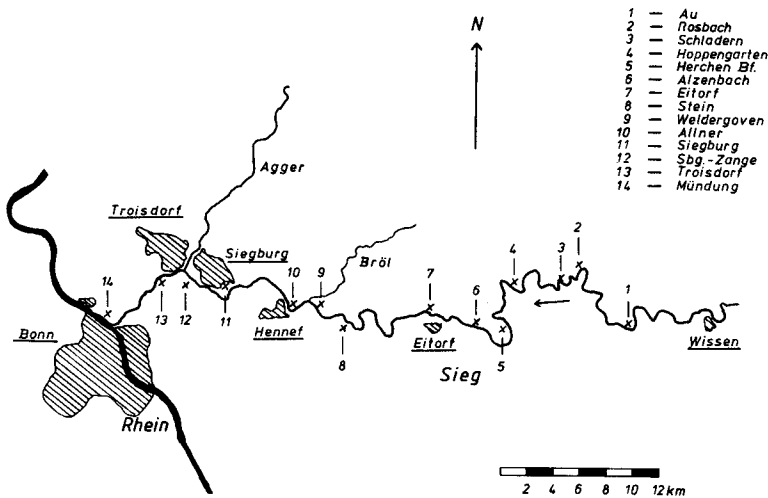 1 — Au
2 — Rosbach
3 — Schladern
4 — Hoppengarten
5 — Herchen Bf.
6 — Alzenbach
7 — Eitorf
8 — Stein
9 — Weldergoven
10 — Allner
11 — Siegburg
12 — Sbg.-Zange
13 — Troisdorf
14 — Mündung
N
Agger
Troisdorf
Siegburg
Bröl
2
4
3
14
10
9
7
6
1
13
12
11
Hennef
Eitorf
Wissen
Bonn
8
5
Sieg
Rhein
2 4 6 8 10 12 km